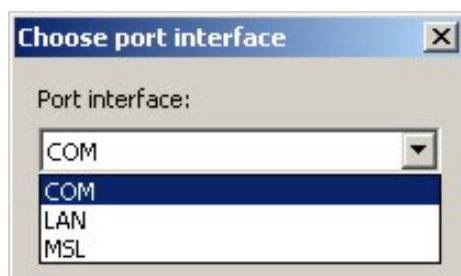 Choose port interface
Port interface:
COM
COM
LAN
MSL